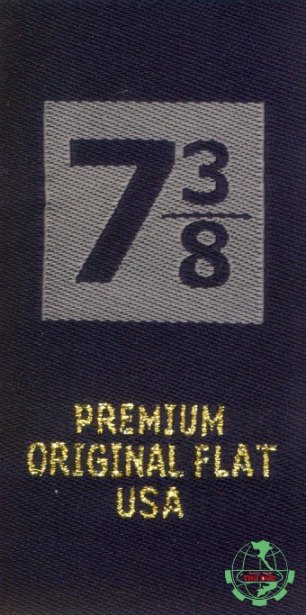 7 3/8
PREMIUM
ORIGINAL FLAT
USA